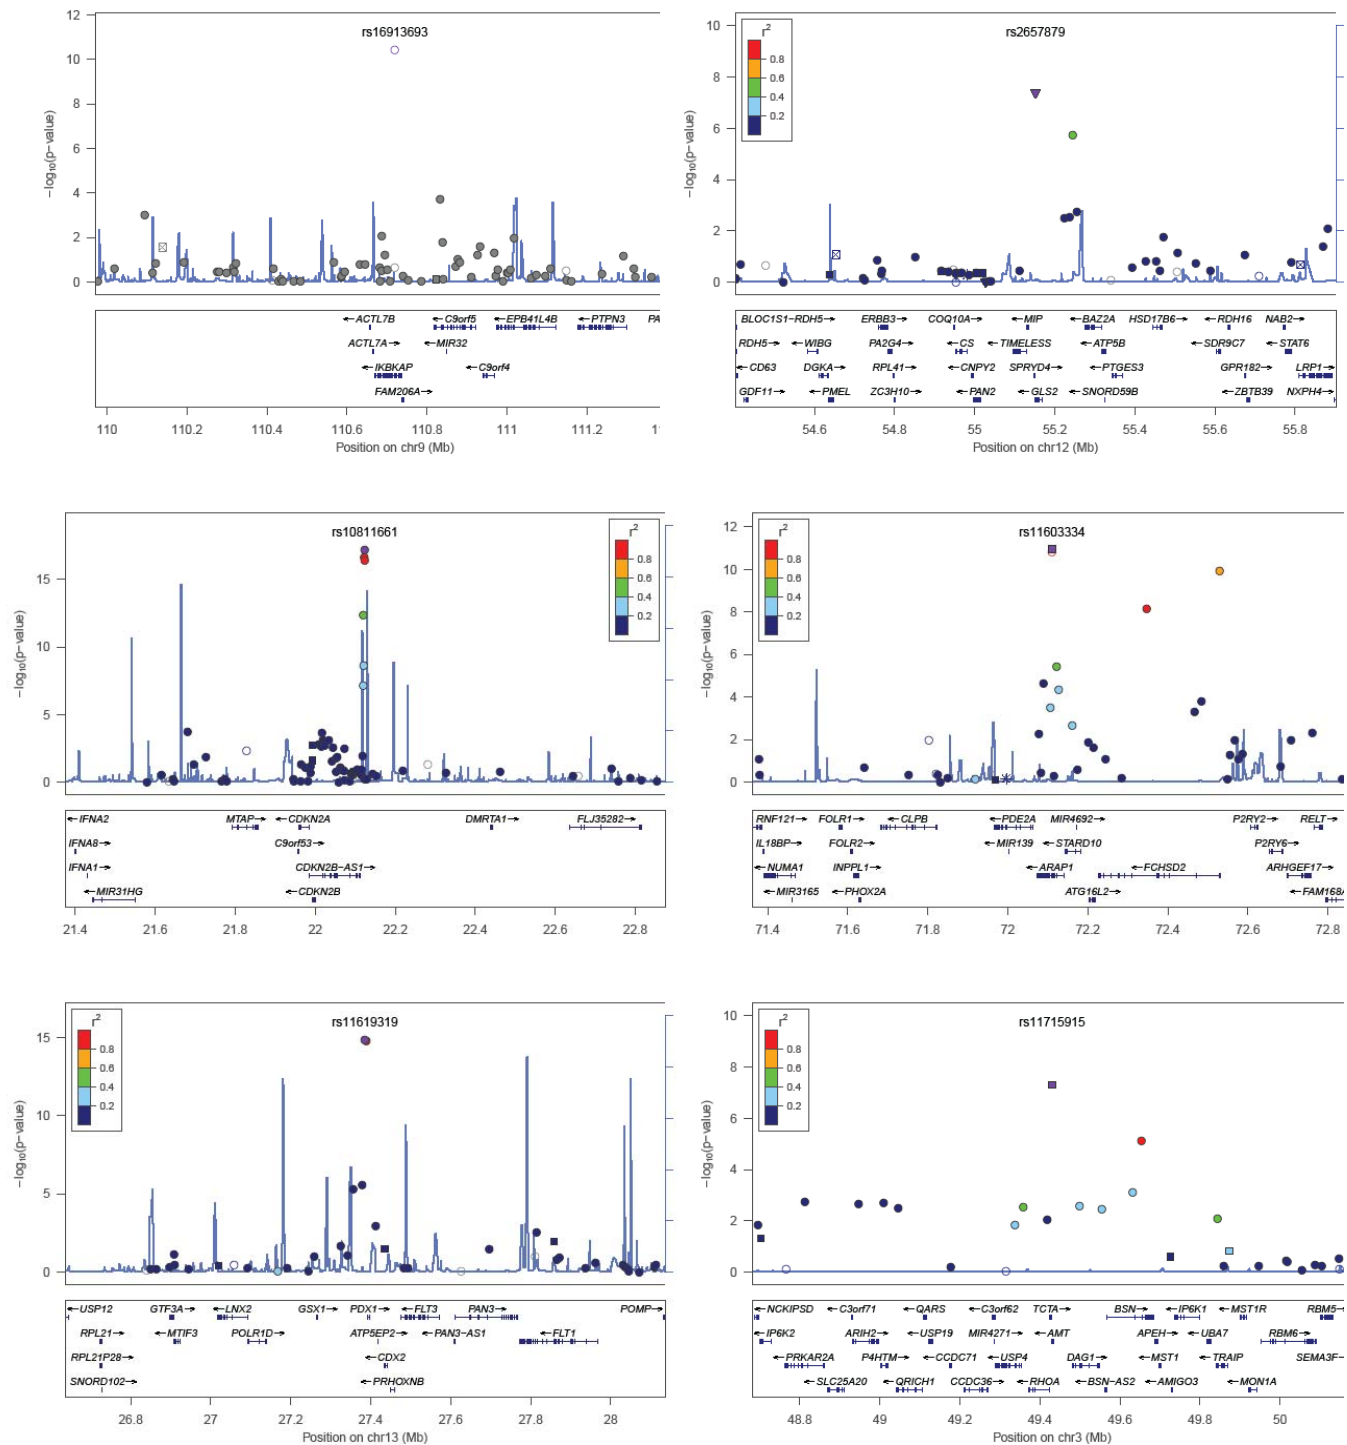 rs16913693
12
10
8
6
4
2
0
−log₁₀(p-value)
ACTL7B
C9orf5
EPB41L4B
PTPN3
PA
ACTL7A
MIR32
IKBKAP
C9orf4
FAM206A
110
110.2
110.4
110.6
110.8
111
111.2
11
Position on chr9 (Mb)
rs2657879
r²
0.8
0.6
0.4
0.2
10
8
6
4
2
0
−log₁₀(p-value)
BLOC1S1−RDH5
ERBB3
COQ10A
MIP
BAZ2A
HSD17B6
RDH16
NAB2
RDH5
WIBG
PA2G4
CS
TIMELESS
ATP5B
SDR9C7
STAT6
CD63
DGKA
RPL41
CNPY2
SPRYD4
PTGES3
GPR182
LRP1
GDF11
PMEL
ZC3H10
PAN2
GLS2
SNORD59B
ZBTB39
NXPH4
54.6
54.8
55
55.2
55.4
55.6
55.8
Position on chr12 (Mb)
rs10811661
r²
0.8
0.6
0.4
0.2
15
10
5
0
−log₁₀(p-value)
IFNA2
MTAP
CDKN2A
DMRTA1
FLJ35282
IFNA8
C9orf53
IFNA1
CDKN2B−AS1
MIR31HG
CDKN2B
21.4
21.6
21.8
22
22.2
22.4
22.6
22.8
rs11603334
r²
0.8
0.6
0.4
0.2
12
10
8
6
4
2
0
−log₁₀(p-value)
RNF121
FOLR1
CLPB
PDE2A
MIR4692
P2RY2
RELT
IL18BP
FOLR2
MIR139
STARD10
P2RY6
NUMA1
INPPL1
ARAP1
FCHSD2
ARHGEF17
MIR3165
PHOX2A
ATG16L2
FAM168A
71.4
71.6
71.8
72
72.2
72.4
72.6
72.8
rs11619319
r²
0.8
0.6
0.4
0.2
15
10
5
0
−log₁₀(p-value)
USP12
GTF3A
LNX2
GSX1
PDX1
FLT3
PAN3
POMP
RPL21
MTIF3
POLR1D
ATP5EP2
PAN3−AS1
FLT1
RPL21P28
CDX2
SNORD102
PRHOXNB
26.8
27
27.2
27.4
27.6
27.8
28
Position on chr13 (Mb)
rs11715915
r²
0.8
0.6
0.4
0.2
10
8
6
4
2
0
−log₁₀(p-value)
NCKIPSD
C3orf71
QARS
C3orf62
TCTA
BSN
IP6K1
MST1R
RBM5
IP6K2
ARIH2
USP19
MIR4271
AMT
APEH
UBA7
RBM6
PRKAR2A
P4HTM
CCDC71
USP4
DAG1
MST1
TRAIP
SEMA3F
SLC25A20
QRICH1
CCDC36
RHOA
BSN−AS2
AMIGO3
MON1A
48.8
49
49.2
49.4
49.6
49.8
50
Position on chr3 (Mb)